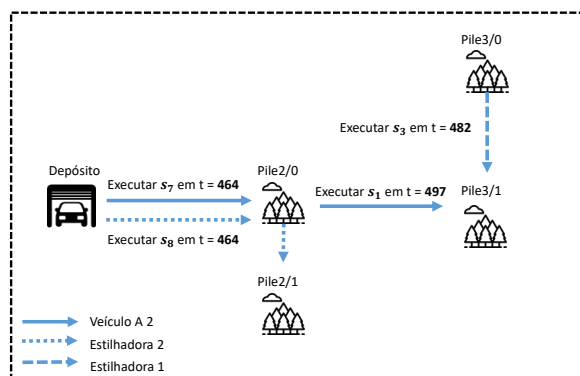 Pile3/0
Executar s₃ em t = 482
Depósito
Executar s₇ em t = 464
Pile2/0
Executar s₁ em t = 497
Pile3/1
Executar s₈ em t = 464
Pile2/1
Veículo A 2
Estilhadora 2
Estilhadora 1